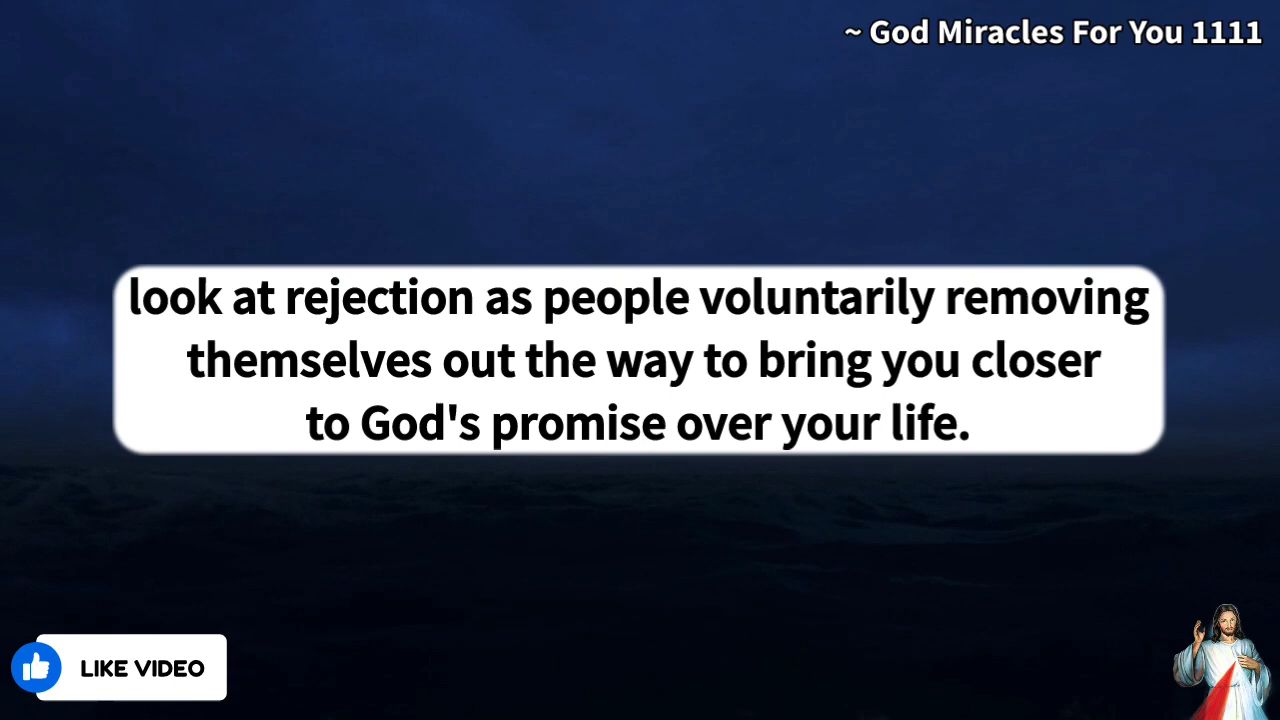 ~ God Miracles For You 1111
look at rejection as people voluntarily removing
themselves out the way to bring you closer
to God's promise over your life.
LIKE VIDEO